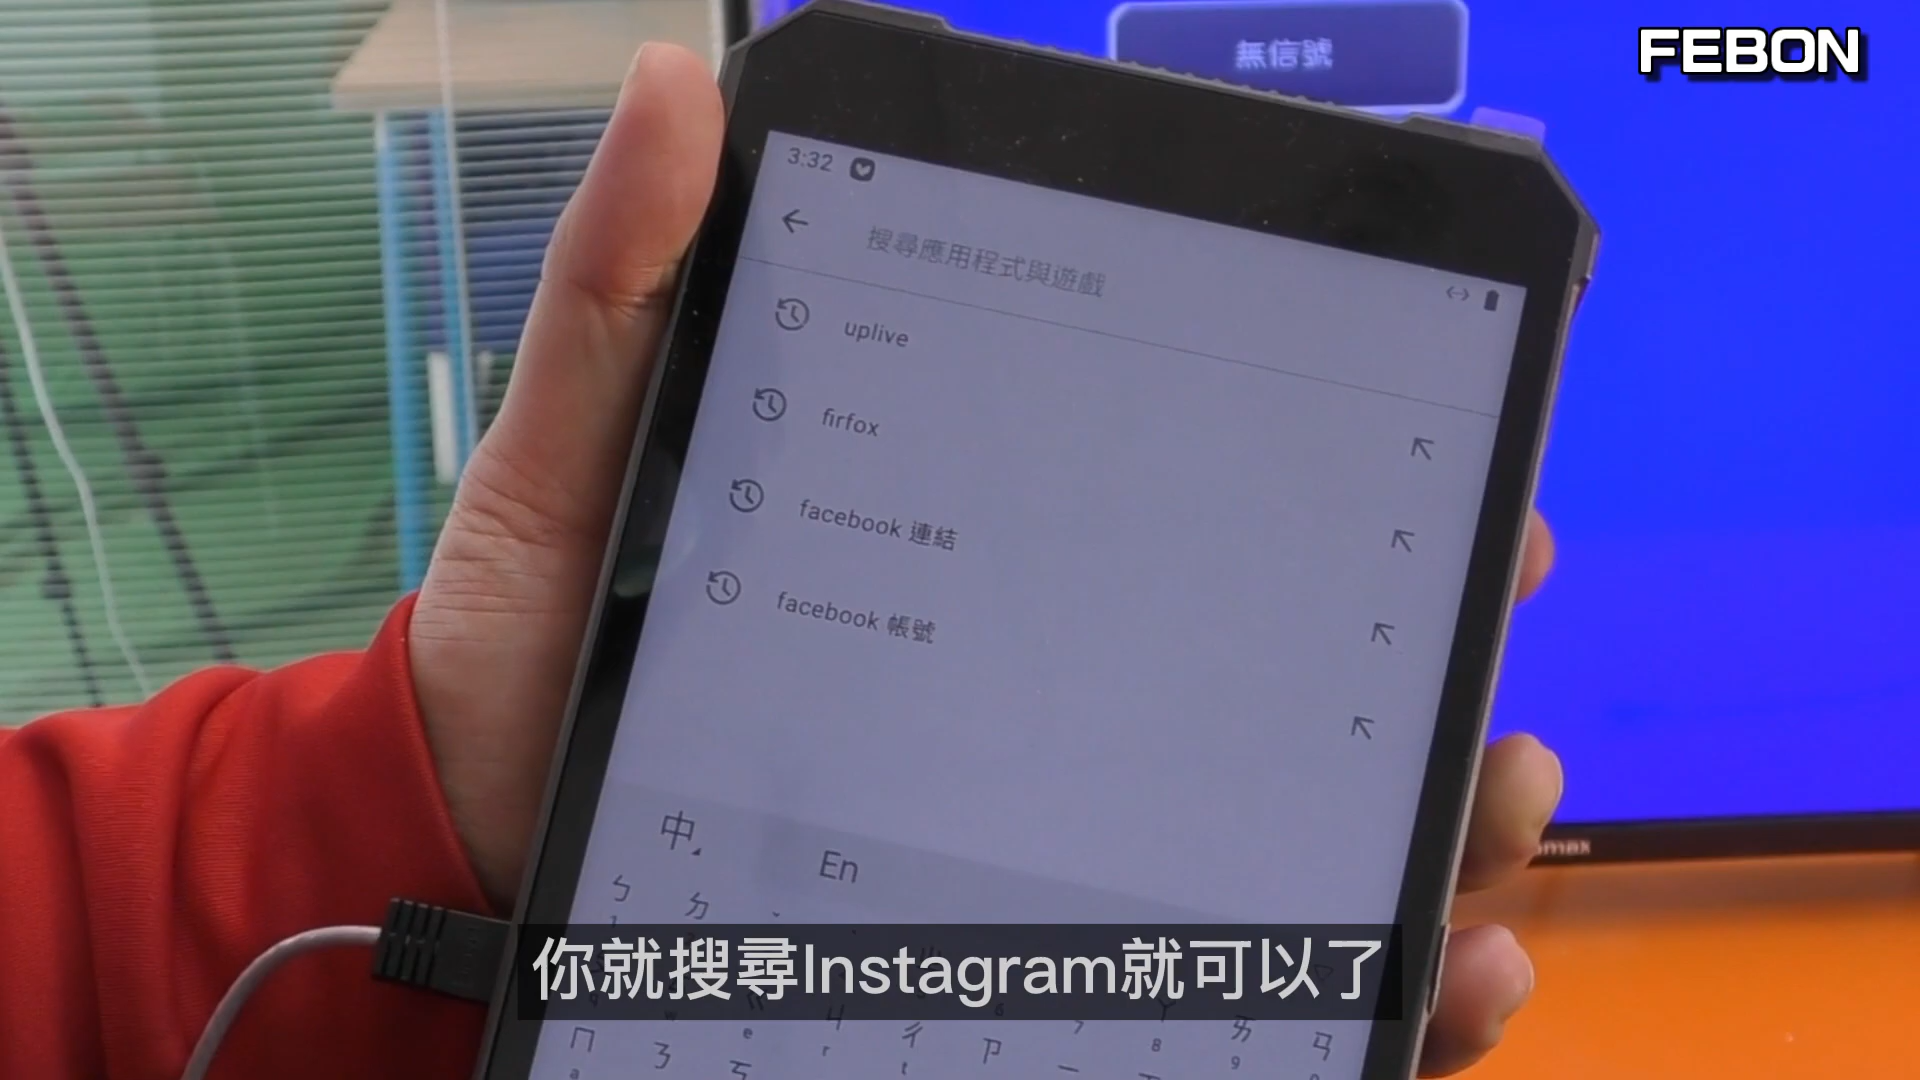 無信號
FEBON
3:32
搜尋應用程式與遊戲
uplive
firfox
facebook 連結
facebook 帳號
中
En
ㄅ ㄉ ˇ
你就搜尋Instagram就可以了
ㄇ ㄋ ㄎ ㄐ ㄔ ㄗ ㄧ ㄚ ㄞ ㄢ